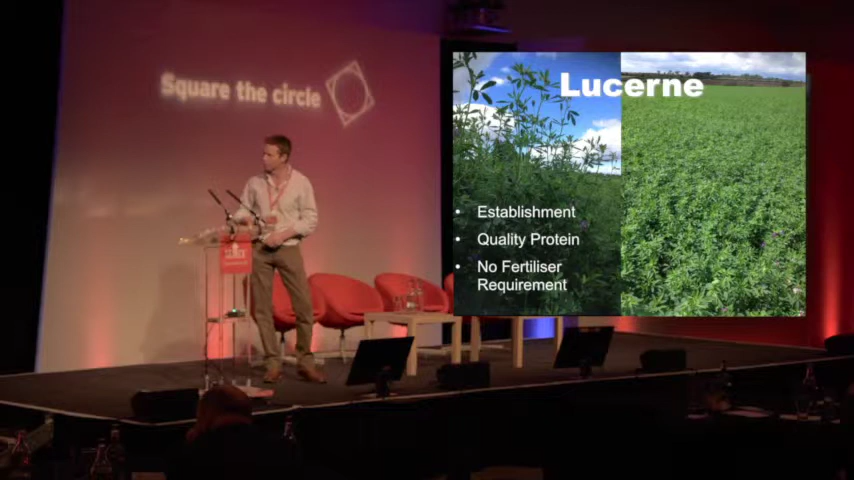 Square the circle
Lucerne
• Establishment
• Quality Protein
• No Fertiliser
Requirement